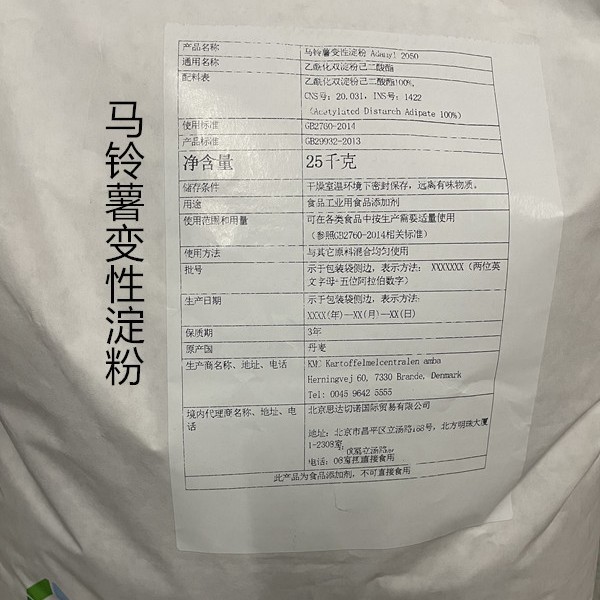 马铃薯变性淀粉
产品名称 马铃薯变性淀粉 Adamyl 2050
通用名称 乙酰化双淀粉己二酸酯
配料表 乙酰化双淀粉己二酸酯100%,
CNS号: 20.031, INS号: 1422
(Acetylated Distarch Adipate 100%)
使用标准 GB2760-2014
产品标准 GB29932-2013
净含量 25千克
储存条件 干燥室温环境下密封保存，远离有味物质。
用途 食品工业用食品添加剂
使用范围和用量 可在各类食品中按生产需要适量使用
（参照GB2760-2014相关标准）
使用方法 与其它原料混合均匀使用
批号 示于包装袋侧边，表示方法： XXXXXXX（两位英
文字母+五位阿拉伯数字）
生产日期 示于包装袋侧边，表示方法：
XXXX(年)--XX(月)--XX(日)
保质期 3年
原产国 丹麦
生产商名称、地址、电话 KMC Kartoffelmelcentralen amba
Herningvej 60, 7330 Brande, Denmark
Tel: 0045 9642 5555
境内代理商名称、地址、电 北京思达切诺国际贸易有限公司
话
地址: 北京市昌平区立汤路168号，北方明珠大厦
1-2308室
电话:
此产品为食品添加剂，不可直接食用